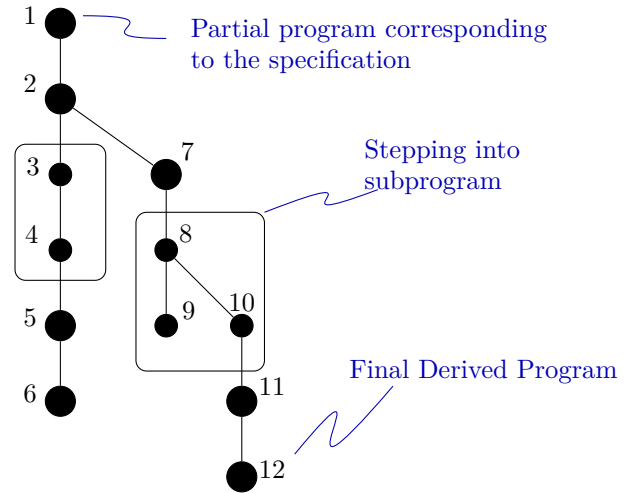 1
Partial program corresponding
to the specification
2
7
Stepping into
subprogram
3
4
8
9
10
5
6
11
Final Derived Program
12